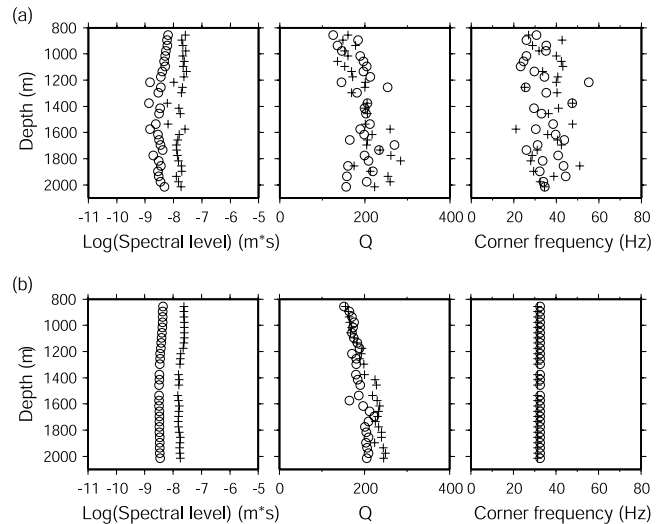 (a)
800
1000
1200
1400
1600
1800
2000
Depth (m)
-11 -10 -9 -8 -7 -6 -5
Log(Spectral level) (m*s)
0 200 400
Q
0 20 40 60 80
Corner frequency (Hz)
(b)
800
1000
1200
1400
1600
1800
2000
Depth (m)
-11 -10 -9 -8 -7 -6 -5
Log(Spectral level) (m*s)
0 200 400
Q
0 20 40 60 80
Corner frequency (Hz)